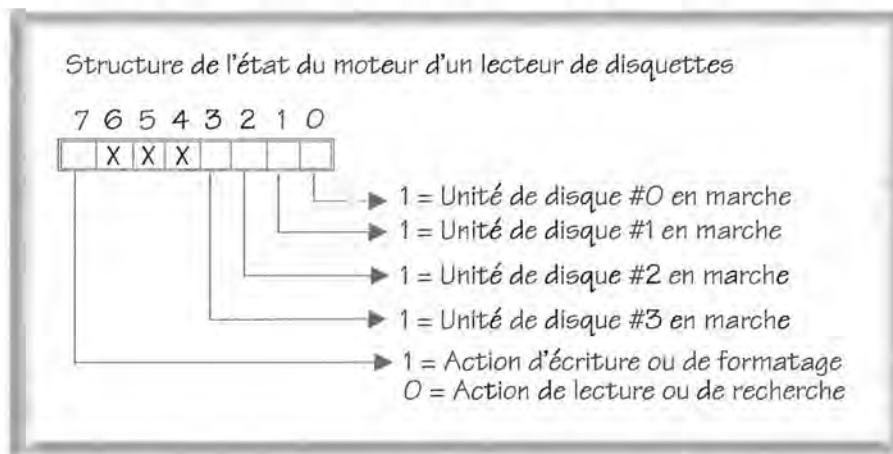 Structure de l'état du moteur d'un lecteur de disquettes
7 6 5 4 3 2 1 0
X X X
1 = Unité de disque #0 en marche
1 = Unité de disque #1 en marche
1 = Unité de disque #2 en marche
1 = Unité de disque #3 en marche
1 = Action d'écriture ou de formatage
0 = Action de lecture ou de recherche